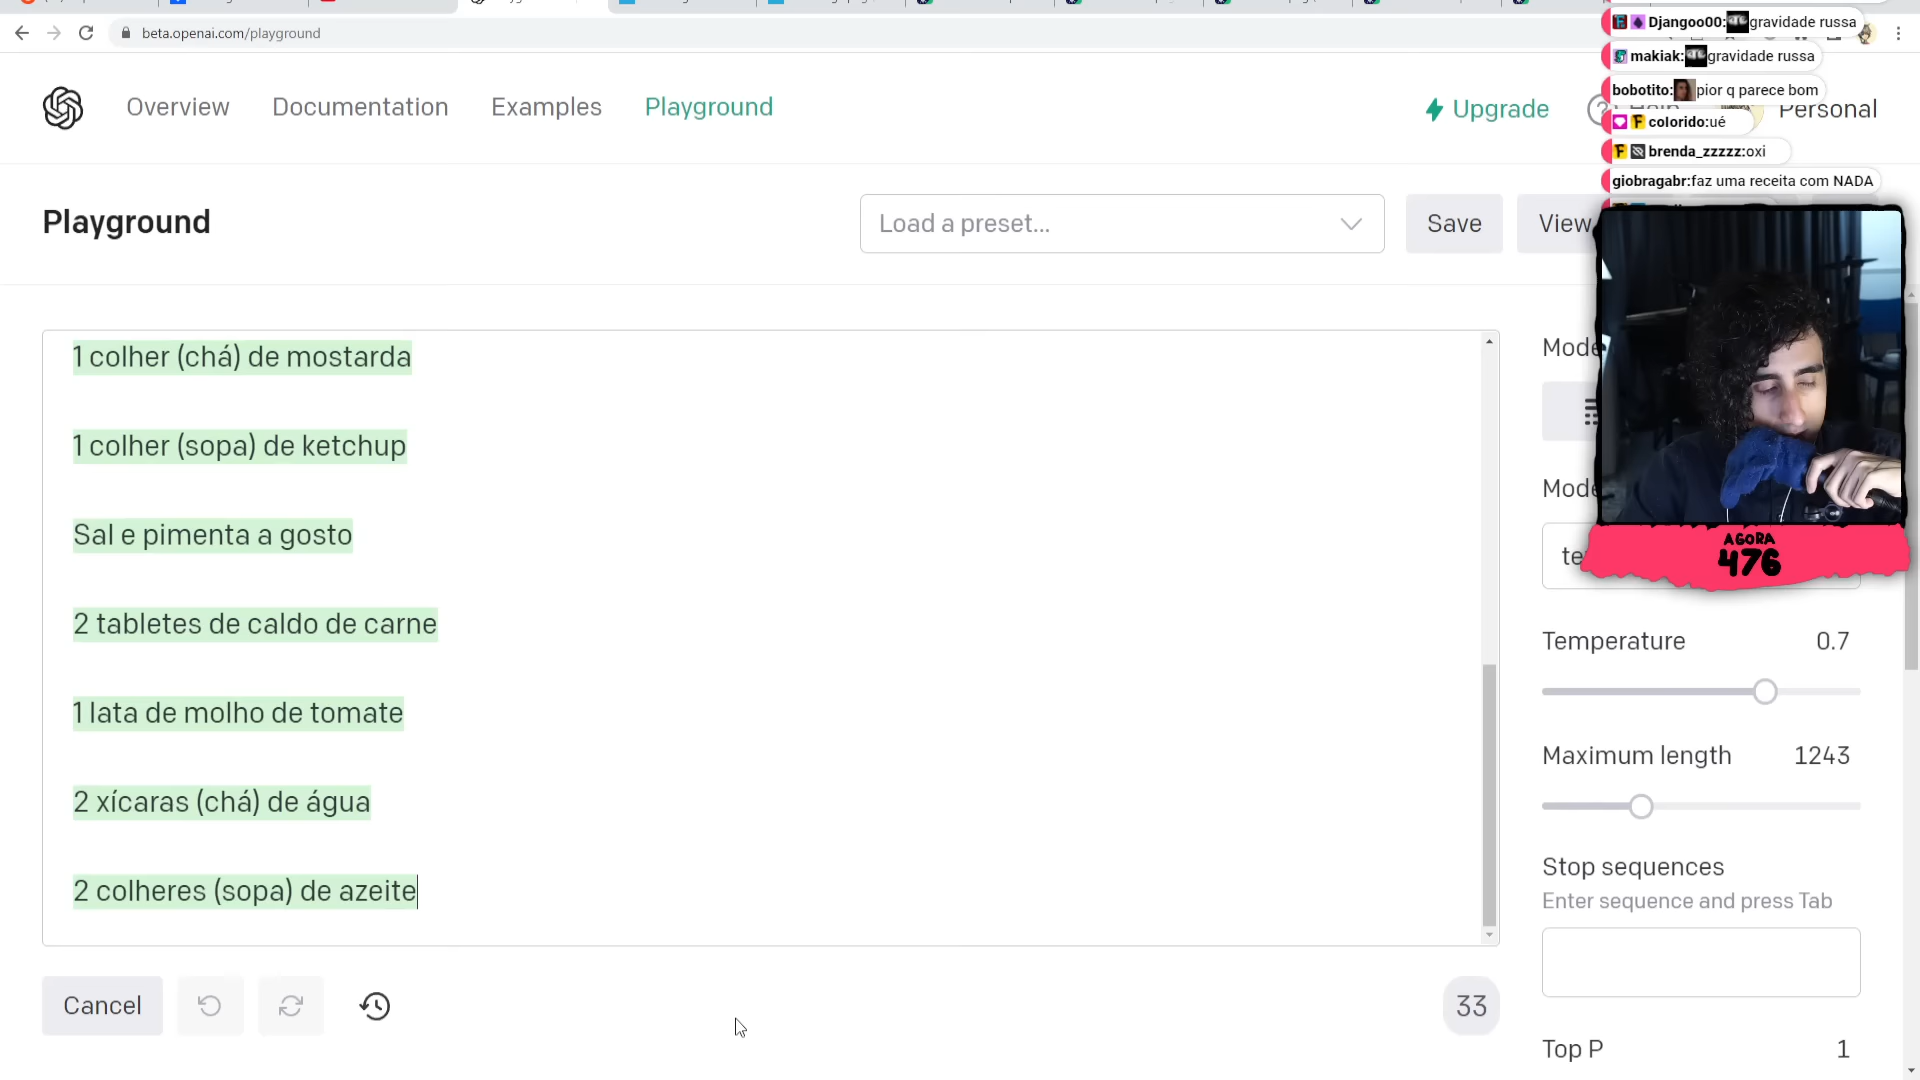 beta.openai.com/playground
Overview
Documentation
Examples
Playground
Upgrade
Personal
Djangoo00: gravidade russa
makiak: gravidade russa
bobotito: pior q parece bom
colorido: ué
brenda_zzzzz: oxi
giobragabr: faz uma receita com NADA
Playground
Load a preset...
Save
View
1 colher (chá) de mostarda
1 colher (sopa) de ketchup
Sal e pimenta a gosto
2 tabletes de caldo de carne
1 lata de molho de tomate
2 xícaras (chá) de água
2 colheres (sopa) de azeite
Cancel
33
Mode
Mode
te
AGORA
476
Temperature 0.7
Maximum length 1243
Stop sequences
Enter sequence and press Tab
Top P 1